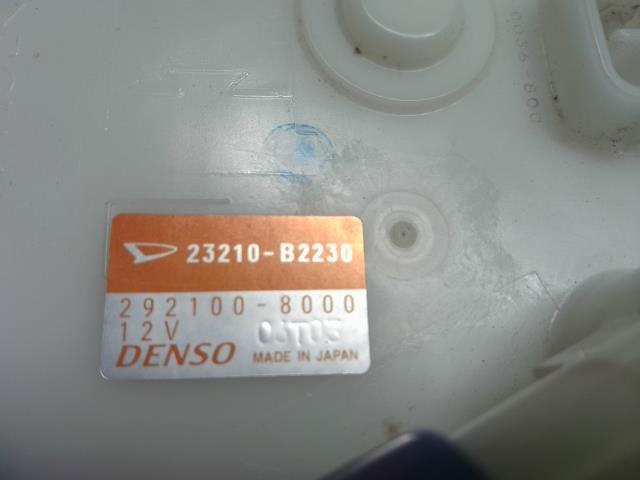 23210-B2230
292100-8000
12V
DENSO MADE IN JAPAN